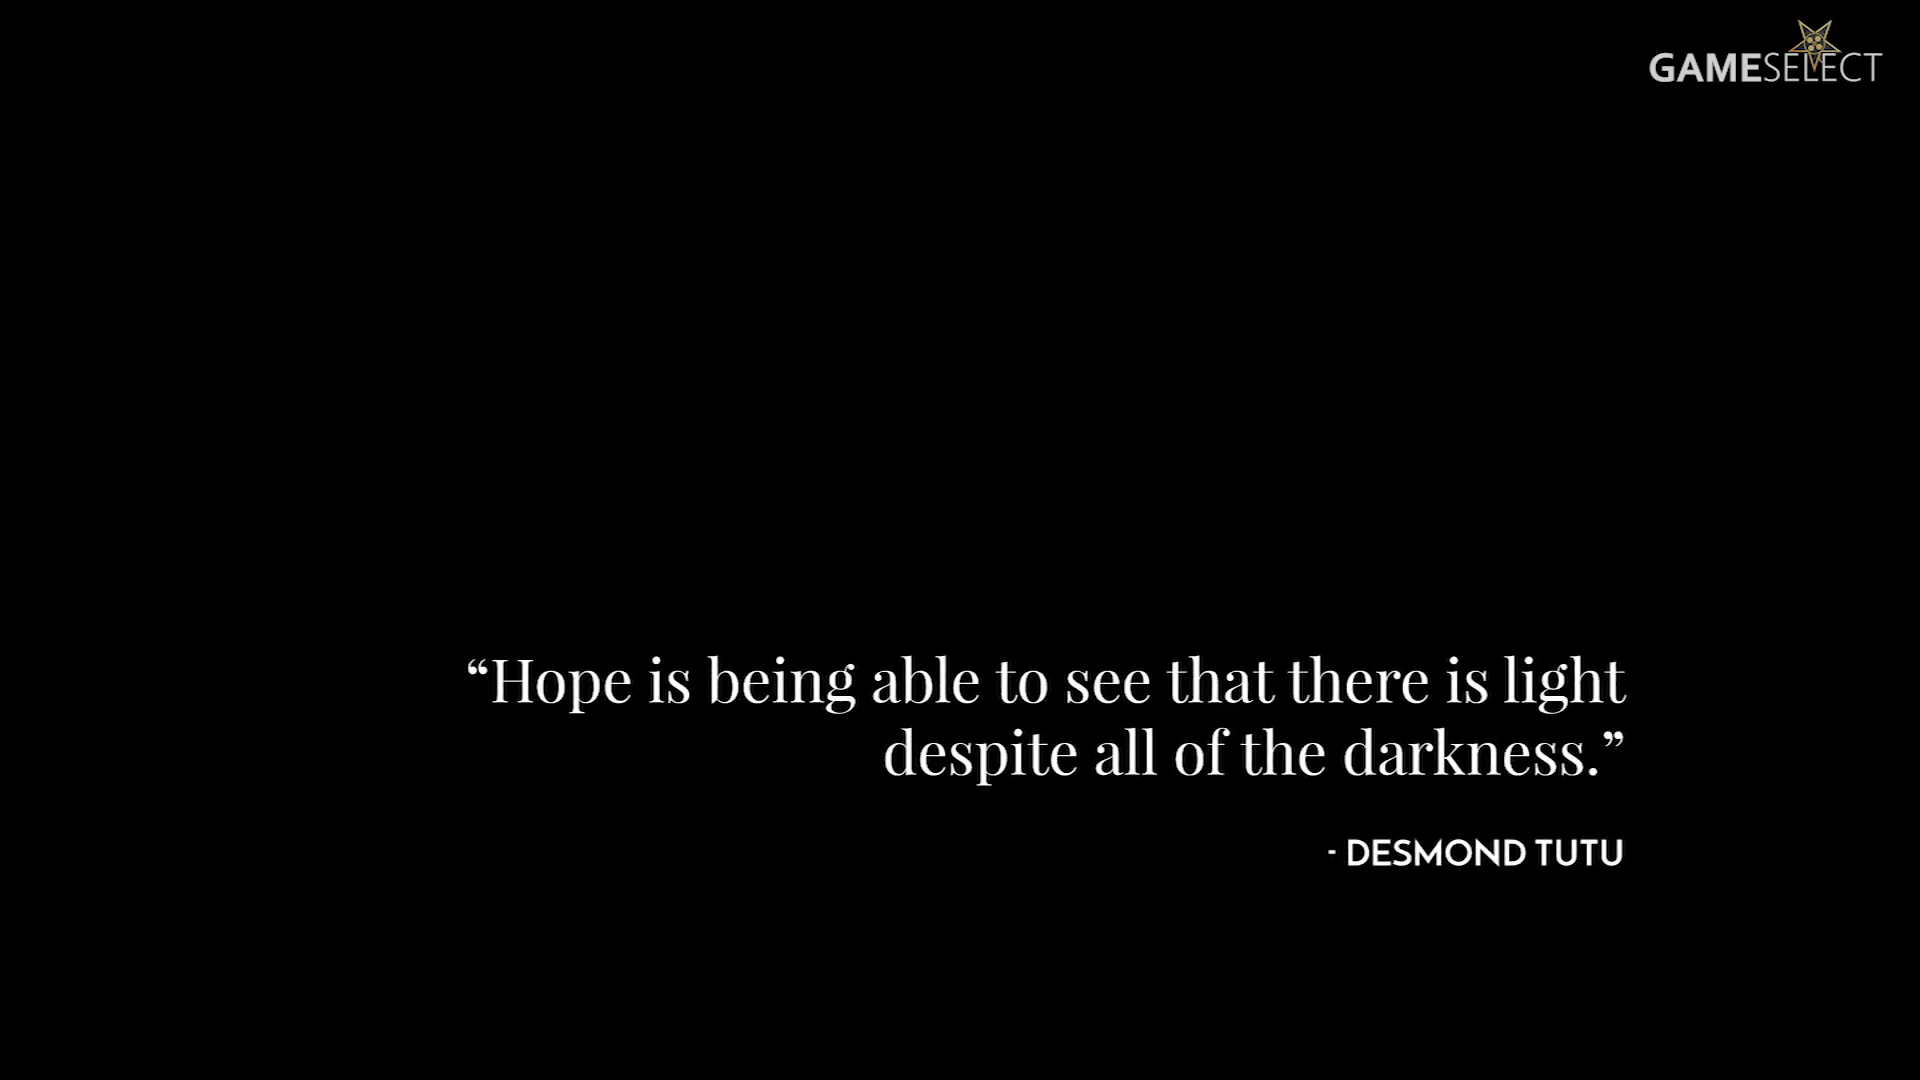 GAMESELECT
“Hope is being able to see that there is light
despite all of the darkness.”
- DESMOND TUTU